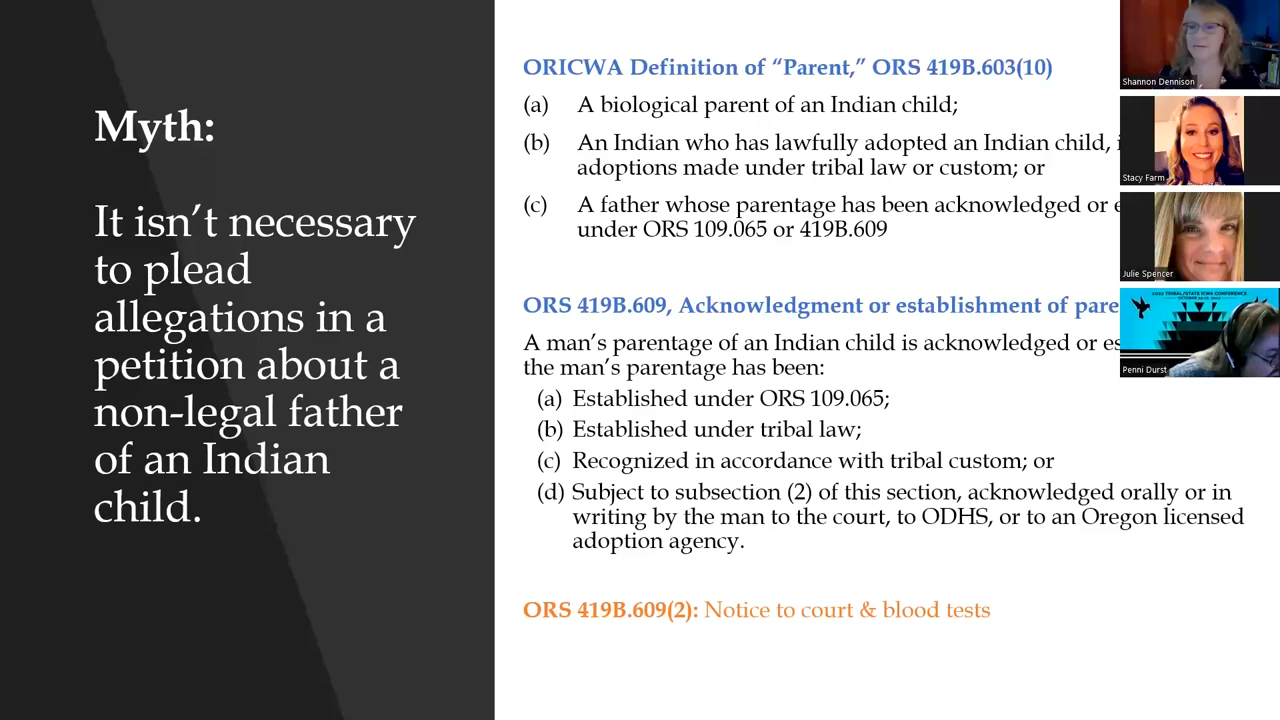 Myth:
It isn’t necessary
to plead
allegations in a
petition about a
non-legal father
of an Indian
child.
ORICWA Definition of “Parent,” ORS 419B.603(10)
(a) A biological parent of an Indian child;
(b) An Indian who has lawfully adopted an Indian child,
adoptions made under tribal law or custom; or
(c) A father whose parentage has been acknowledged or
under ORS 109.065 or 419B.609
ORS 419B.609, Acknowledgment or establishment of
A man’s parentage of an Indian child is acknowledged or
the man’s parentage has been:
(a) Established under ORS 109.065;
(b) Established under tribal law;
(c) Recognized in accordance with tribal custom; or
(d) Subject to subsection (2) of this section, acknowledged orally or in
writing by the man to the court, to ODHS, or to an Oregon licensed
adoption agency.
ORS 419B.609(2): Notice to court & blood tests
Shannon Dennison
Stacy Farm
Julie Spencer
2022 TRIBAL/STATE ICWA CONFERENCE
Penni Durst